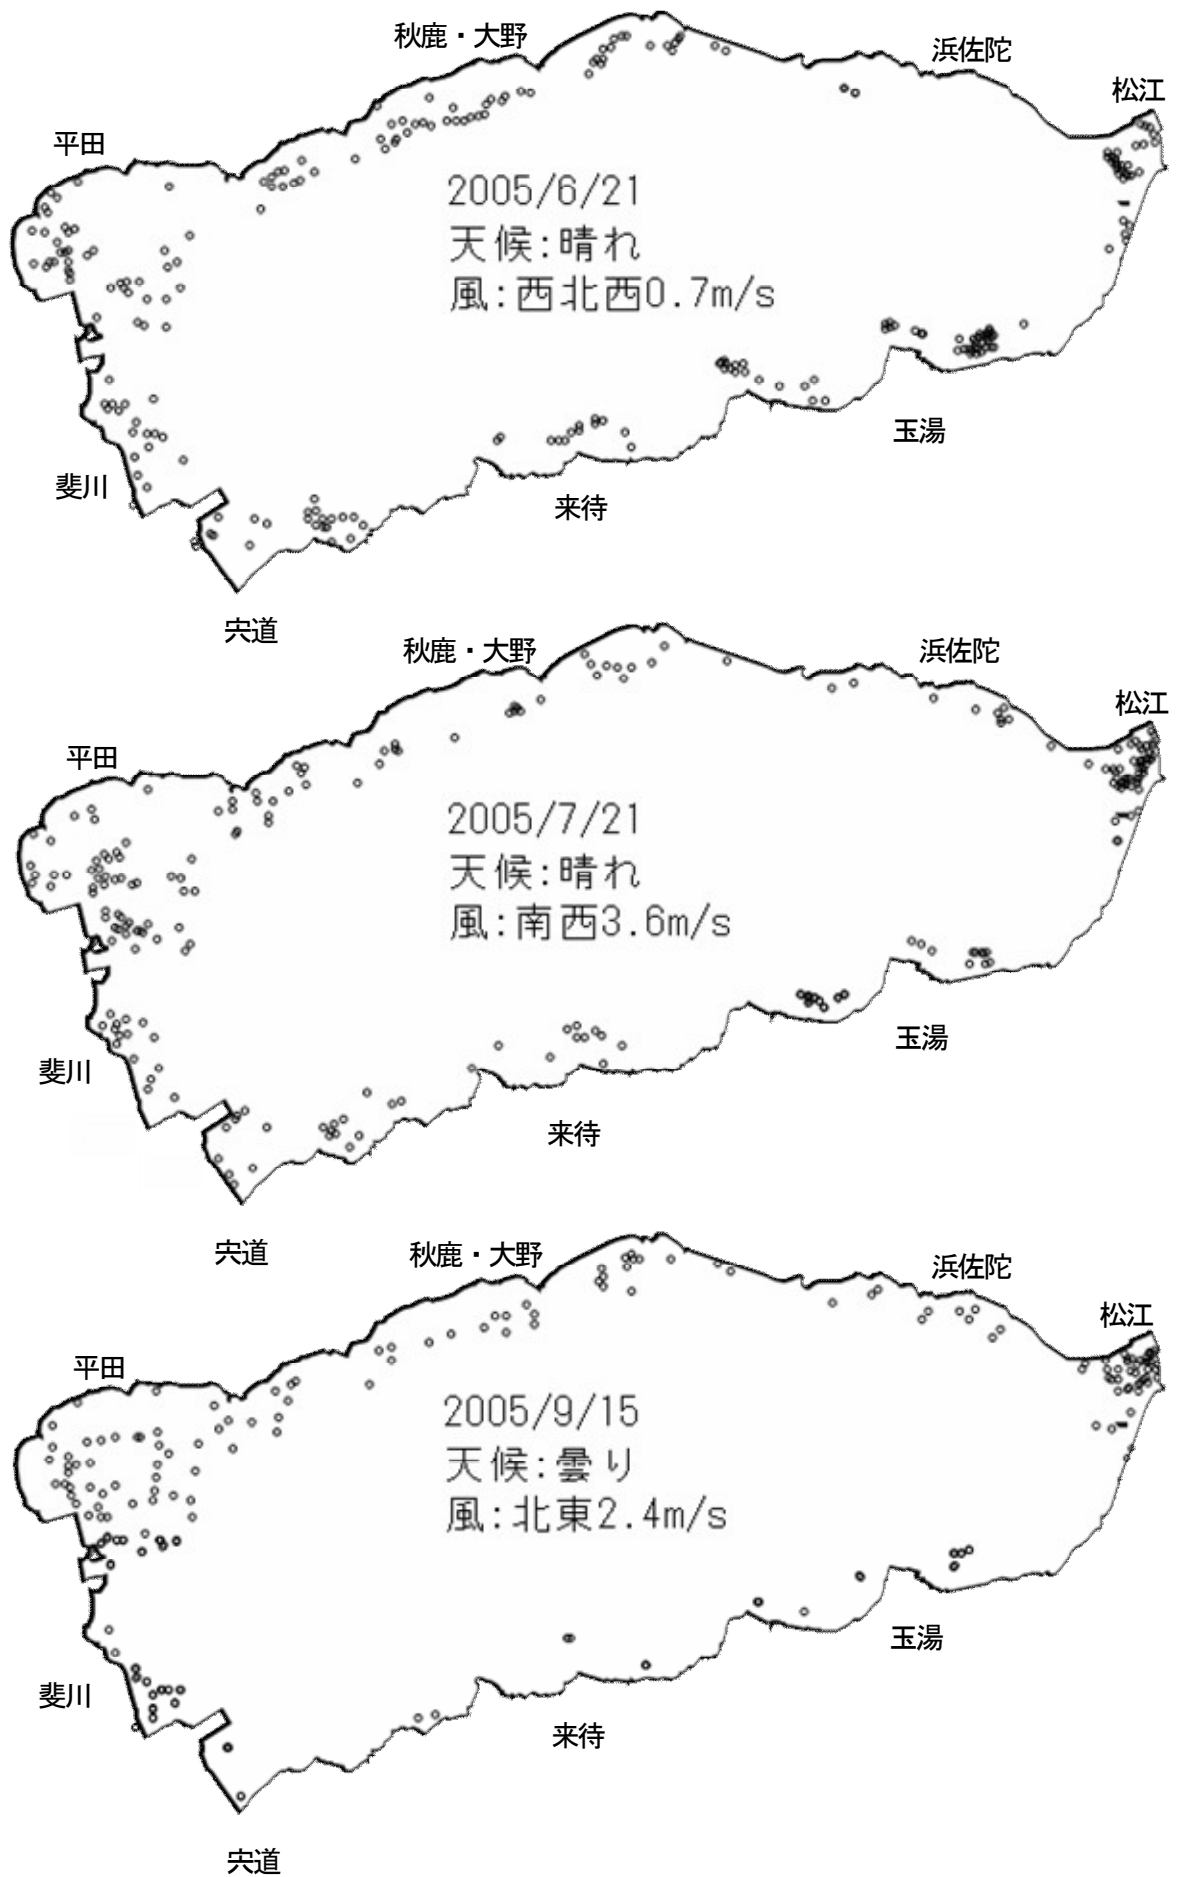 秋鹿・大野
浜佐陀
松江
平田
2005/6/21
天候:晴れ
風:西北西0.7m/s
玉湯
斐川
来待
宍道
秋鹿・大野
浜佐陀
松江
平田
2005/7/21
天候:晴れ
風:南西3.6m/s
玉湯
斐川
来待
宍道
秋鹿・大野
浜佐陀
松江
平田
2005/9/15
天候:曇り
風:北東2.4m/s
玉湯
斐川
来待
宍道